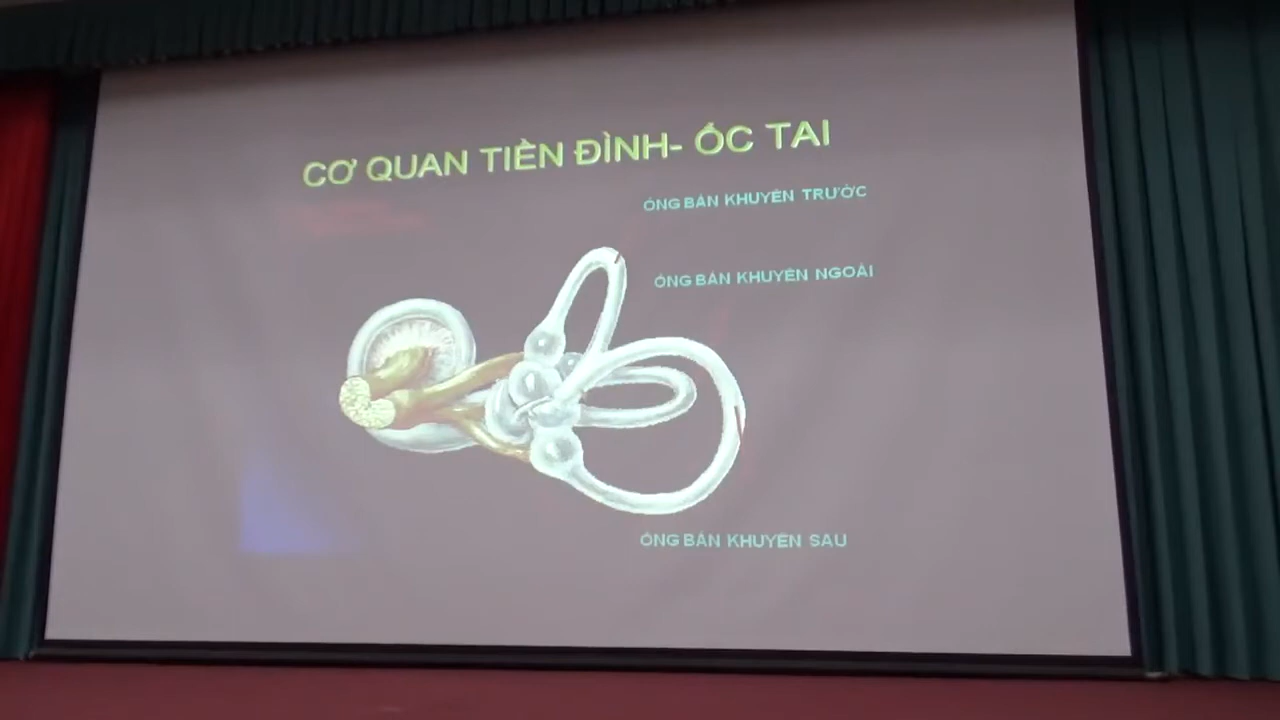 CƠ QUAN TIỀN ĐÌNH- ỐC TAI
ỐNG BÁN KHUYÊN TRƯỚC
ỐNG BÁN KHUYÊN NGOÀI
ỐNG BÁN KHUYÊN SAU